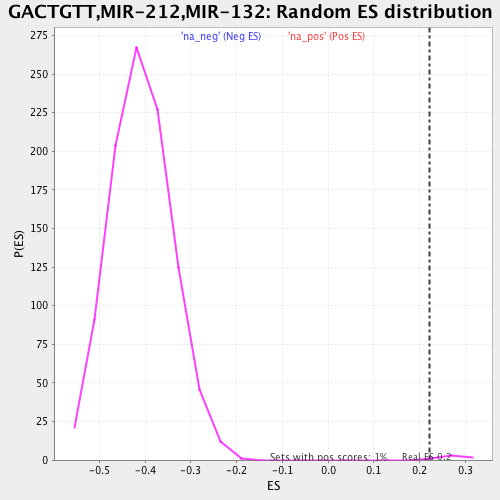 GACTGTT,MIR-212,MIR-132: Random ES distribution
'na_neg' (Neg ES) 'na_pos' (Pos ES)
275
250
225
200
175
150
125
100
75
50
25
0
P(ES)
Sets with pos scores: 1% Real ES 0.2
-0.5 -0.4 -0.3 -0.2 -0.1 0.0 0.1 0.2 0.3
ES